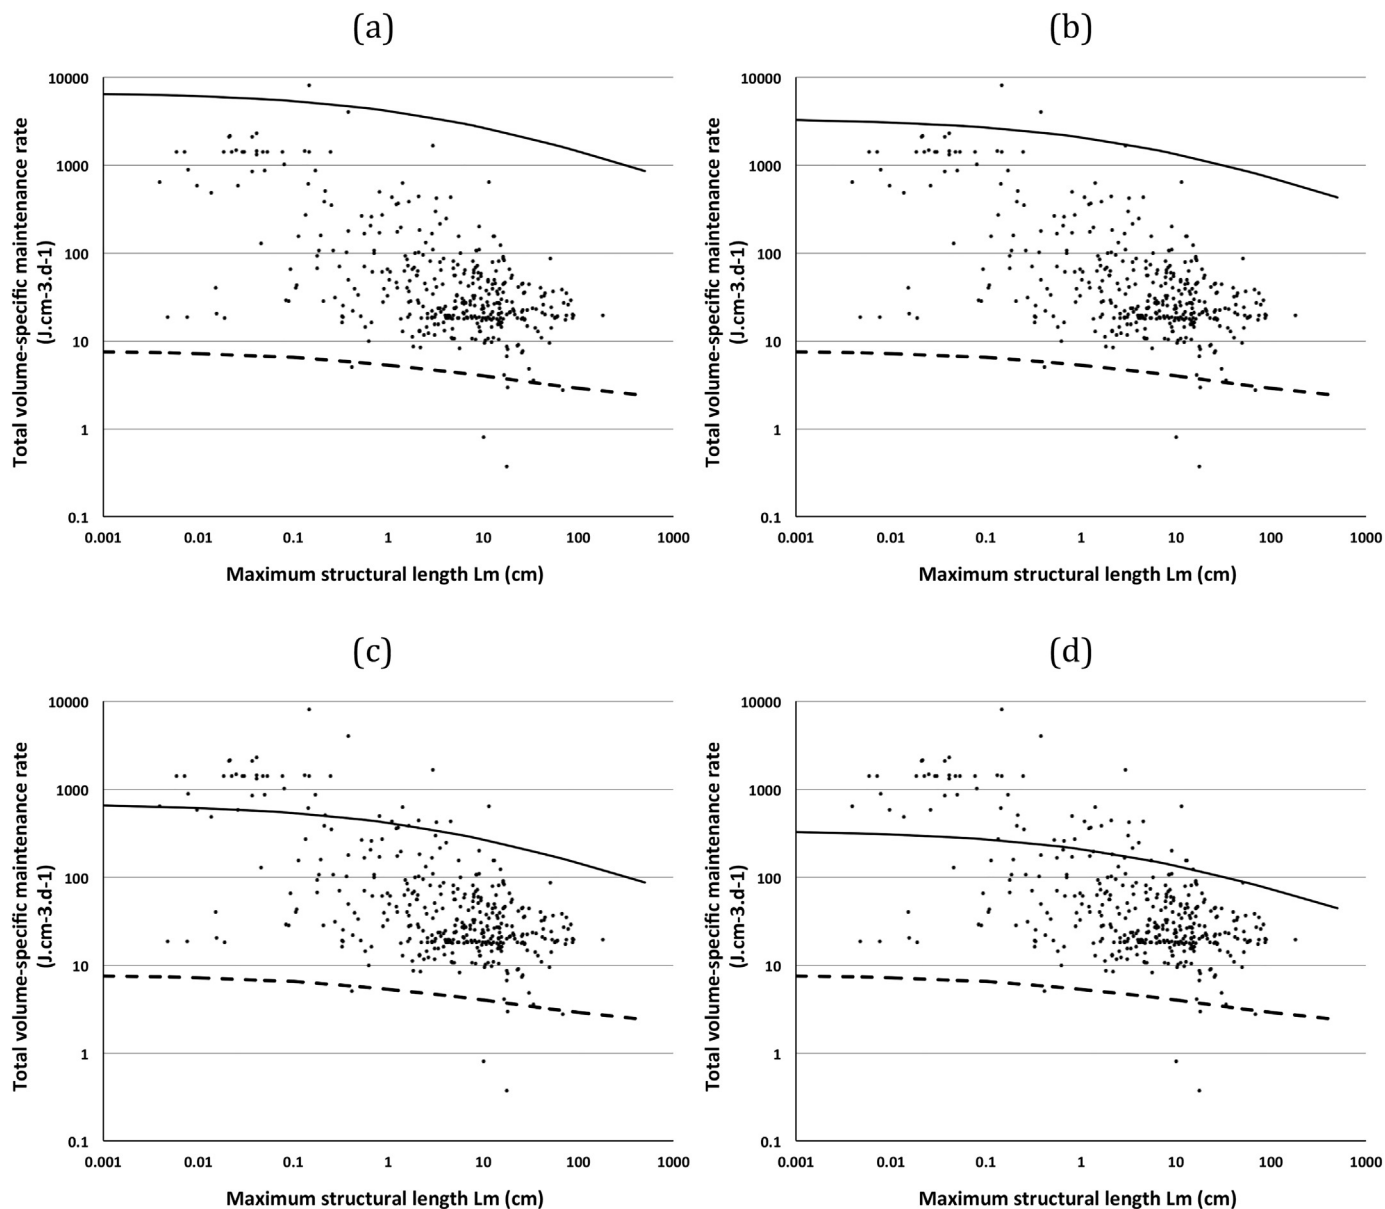 (a)
10000
1000
100
10
1
0.1
0.001 0.01 0.1 1 10 100 1000
Total volume-specific maintenance rate
(J.cm-3.d-1)
Maximum structural length Lm (cm)
(b)
10000
1000
100
10
1
0.1
0.001 0.01 0.1 1 10 100 1000
Total volume-specific maintenance rate
(J.cm-3.d-1)
Maximum structural length Lm (cm)
(c)
10000
1000
100
10
1
0.1
0.001 0.01 0.1 1 10 100 1000
Total volume-specific maintenance rate
(J.cm-3.d-1)
Maximum structural length Lm (cm)
(d)
10000
1000
100
10
1
0.1
0.001 0.01 0.1 1 10 100 1000
Total volume-specific maintenance rate
(J.cm-3.d-1)
Maximum structural length Lm (cm)